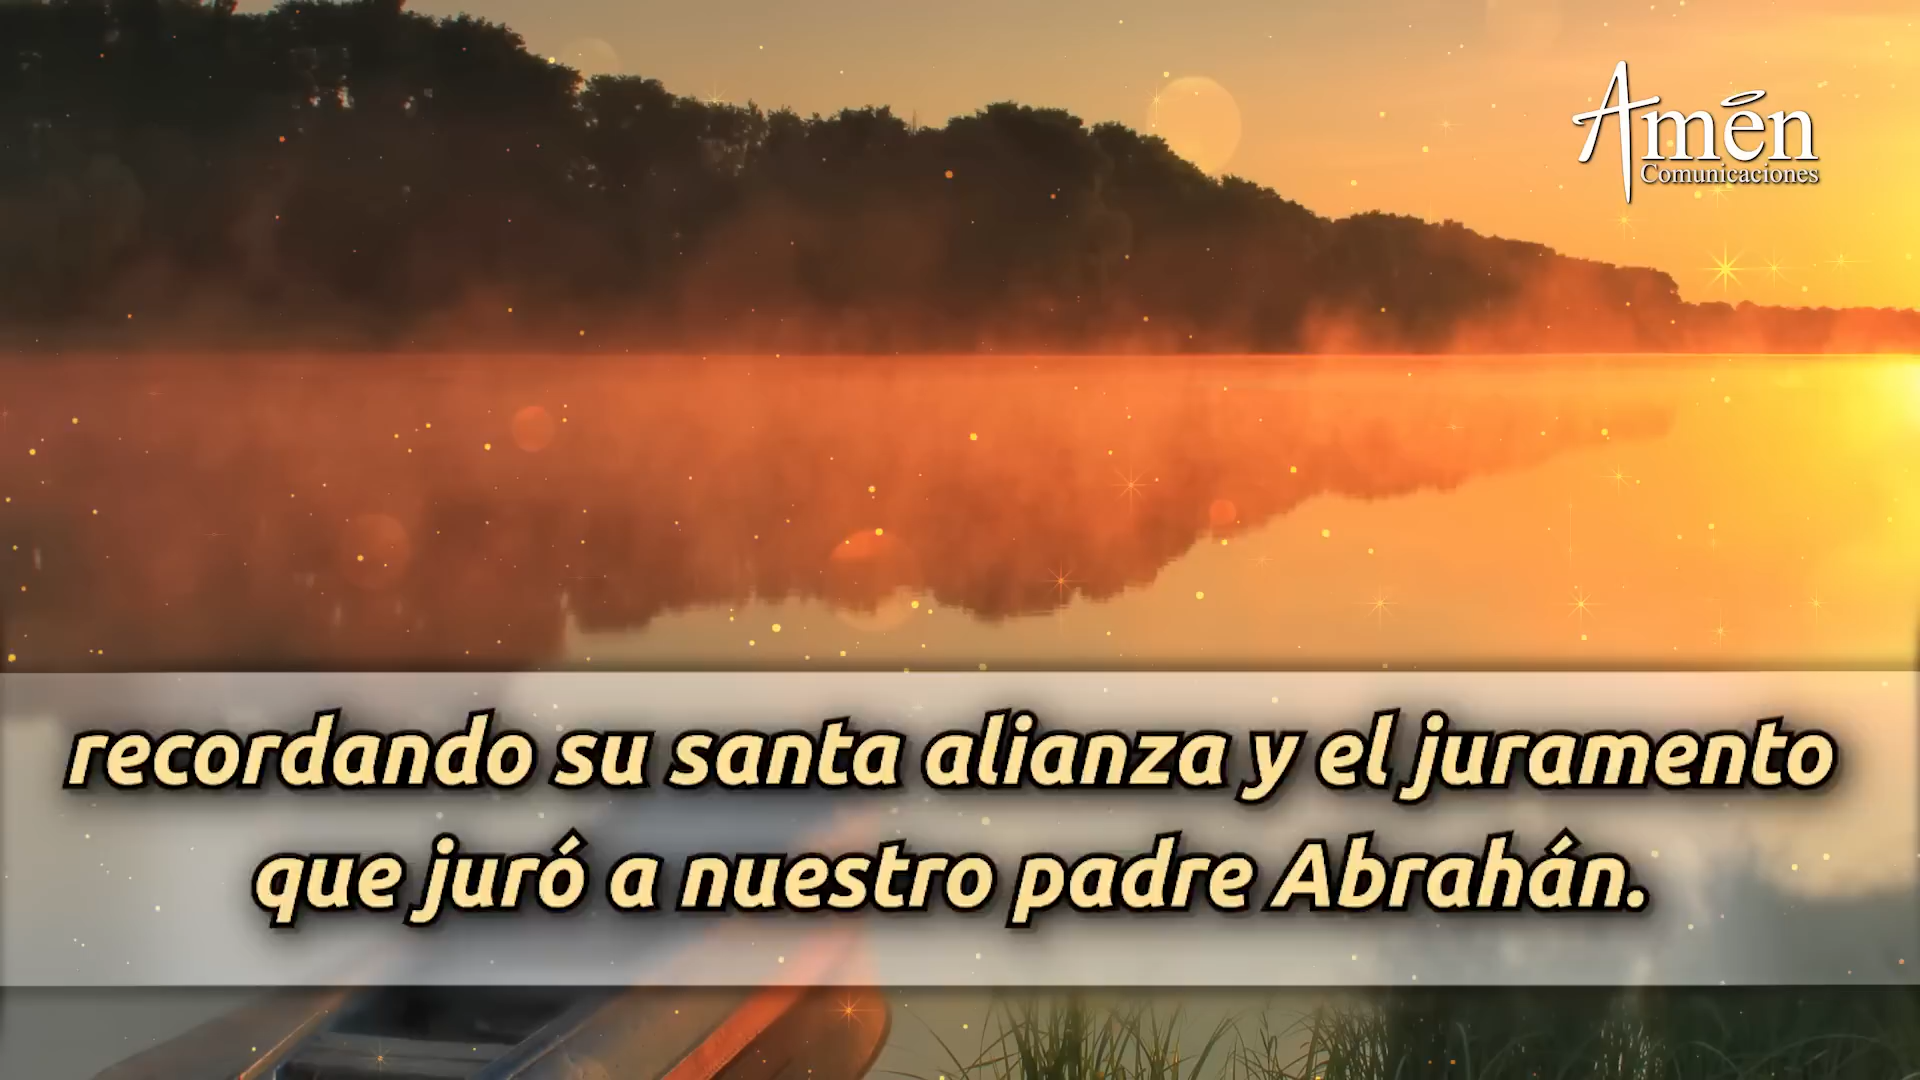 Amén
Comunicaciones
recordando su santa alianza y el juramento
que juró a nuestro padre Abrahán.